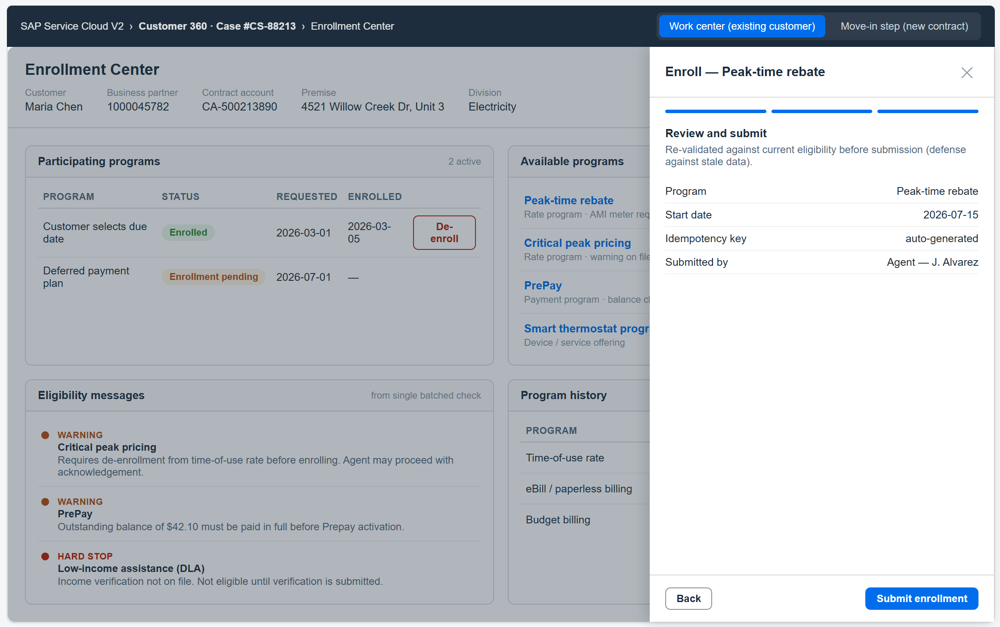 SAP Service Cloud V2 › Customer 360 · Case #CS-88213 › Enrollment Center
Work center (existing customer)
Move-in step (new contract)
Enrollment Center
Customer
Maria Chen
Business partner
1000045782
Contract account
CA-500213890
Premise
4521 Willow Creek Dr, Unit 3
Division
Electricity
Participating programs
2 active
PROGRAM STATUS REQUESTED ENROLLED
Customer selects due
date
Enrolled
2026-03-01
2026-03-
05
De-
enroll
Deferred payment
plan
Enrollment pending
2026-07-01
—
Available programs
Peak-time rebate
Rate program · AMI meter req
Critical peak pricing
Rate program · warning on file
PrePay
Payment program · balance
Smart thermostat progr
Device / service offering
Eligibility messages
from single batched check
WARNING
Critical peak pricing
Requires de-enrollment from time-of-use rate before enrolling. Agent may proceed with
acknowledgement.
WARNING
PrePay
Outstanding balance of $42.10 must be paid in full before Prepay activation.
HARD STOP
Low-income assistance (DLA)
Income verification not on file. Not eligible until verification is submitted.
Program history
PROGRAM
Time-of-use rate
eBill / paperless billing
Budget billing
Enroll — Peak-time rebate
Review and submit
Re-validated against current eligibility before submission (defense
against stale data).
Program Peak-time rebate
Start date 2026-07-15
Idempotency key auto-generated
Submitted by Agent — J. Alvarez
Back
Submit enrollment